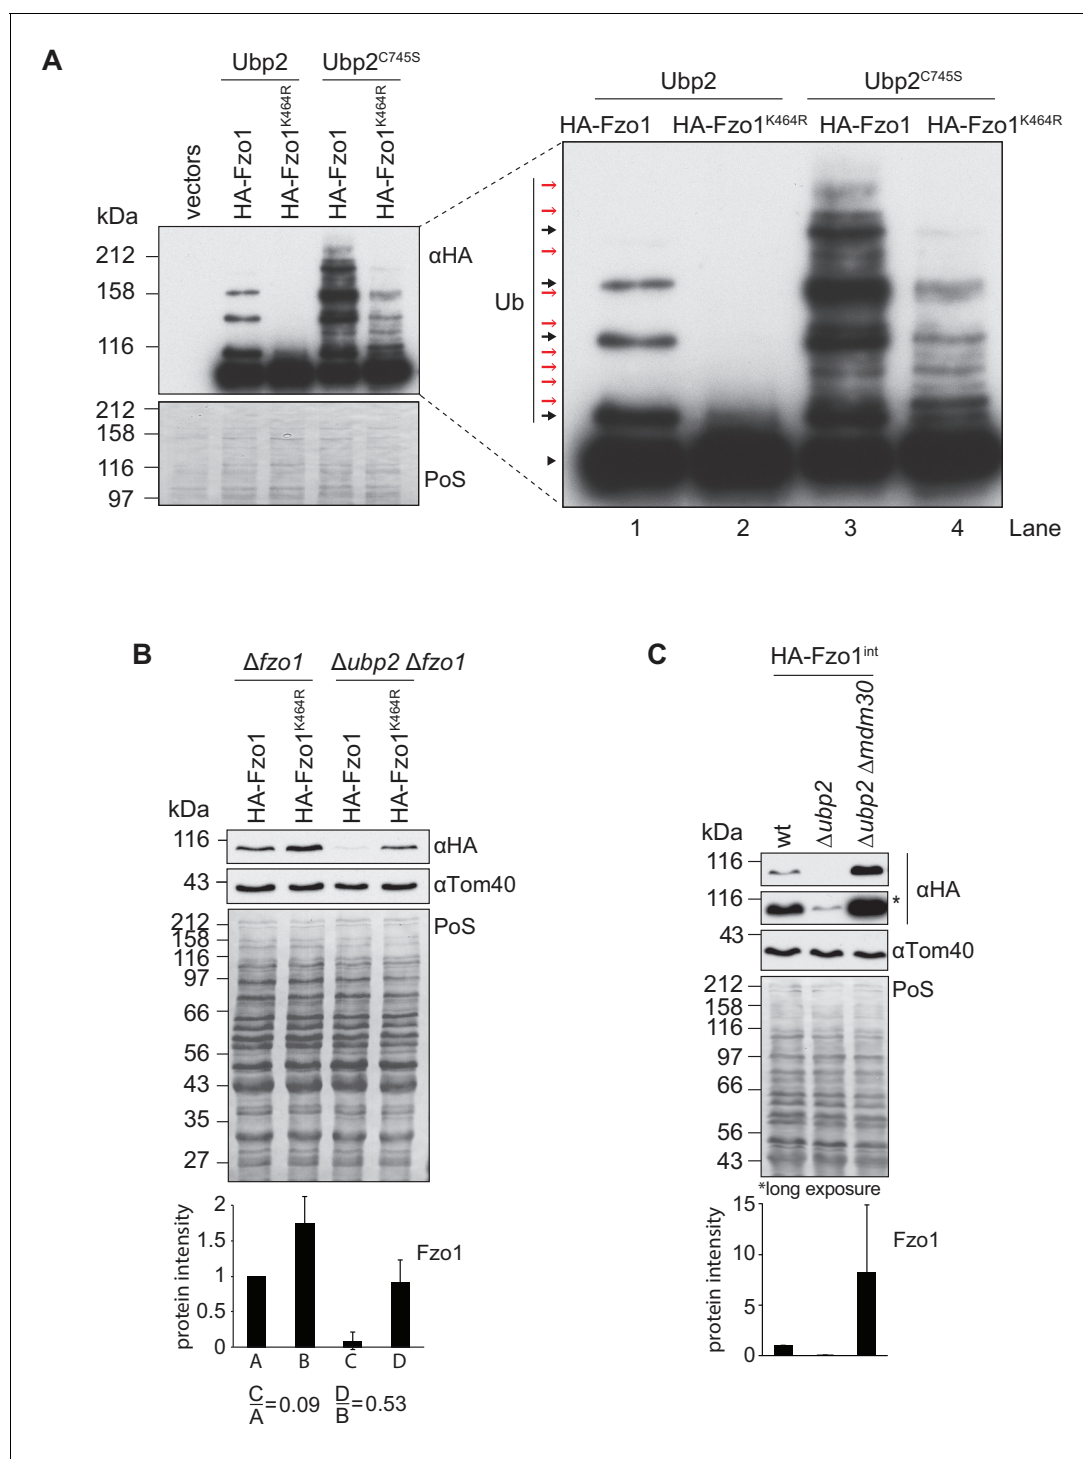 A
Ubp2 Ubp2C745S
vectors
HA-Fzo1
HA-Fzo1K464R
HA-Fzo1
HA-Fzo1K464R
kDa
212
158
116
αHA
212
158
116
97
PoS
Ubp2 Ubp2C745S
HA-Fzo1 HA-Fzo1K464R HA-Fzo1 HA-Fzo1K464R
Ub
1 2 3 4 Lane
B
Δfzo1 Δubp2 Δfzo1
HA-Fzo1
HA-Fzo1K464R
HA-Fzo1
HA-Fzo1K464R
kDa
116 αHA
43 αTom40
212 PoS
158
116
97
66
56
43
35
27
protein intensity
2
1.5
1
0.5
0
Fzo1
A B C D
C/A=0.09 D/B=0.53
C
HA-Fzo1int
wt
Δubp2
Δubp2 Δmdm30
kDa
116
116 *
αHA
43
αTom40
212 PoS
158
116
97
66
56
43
*long exposure
protein intensity
15
10
5
0
Fzo1